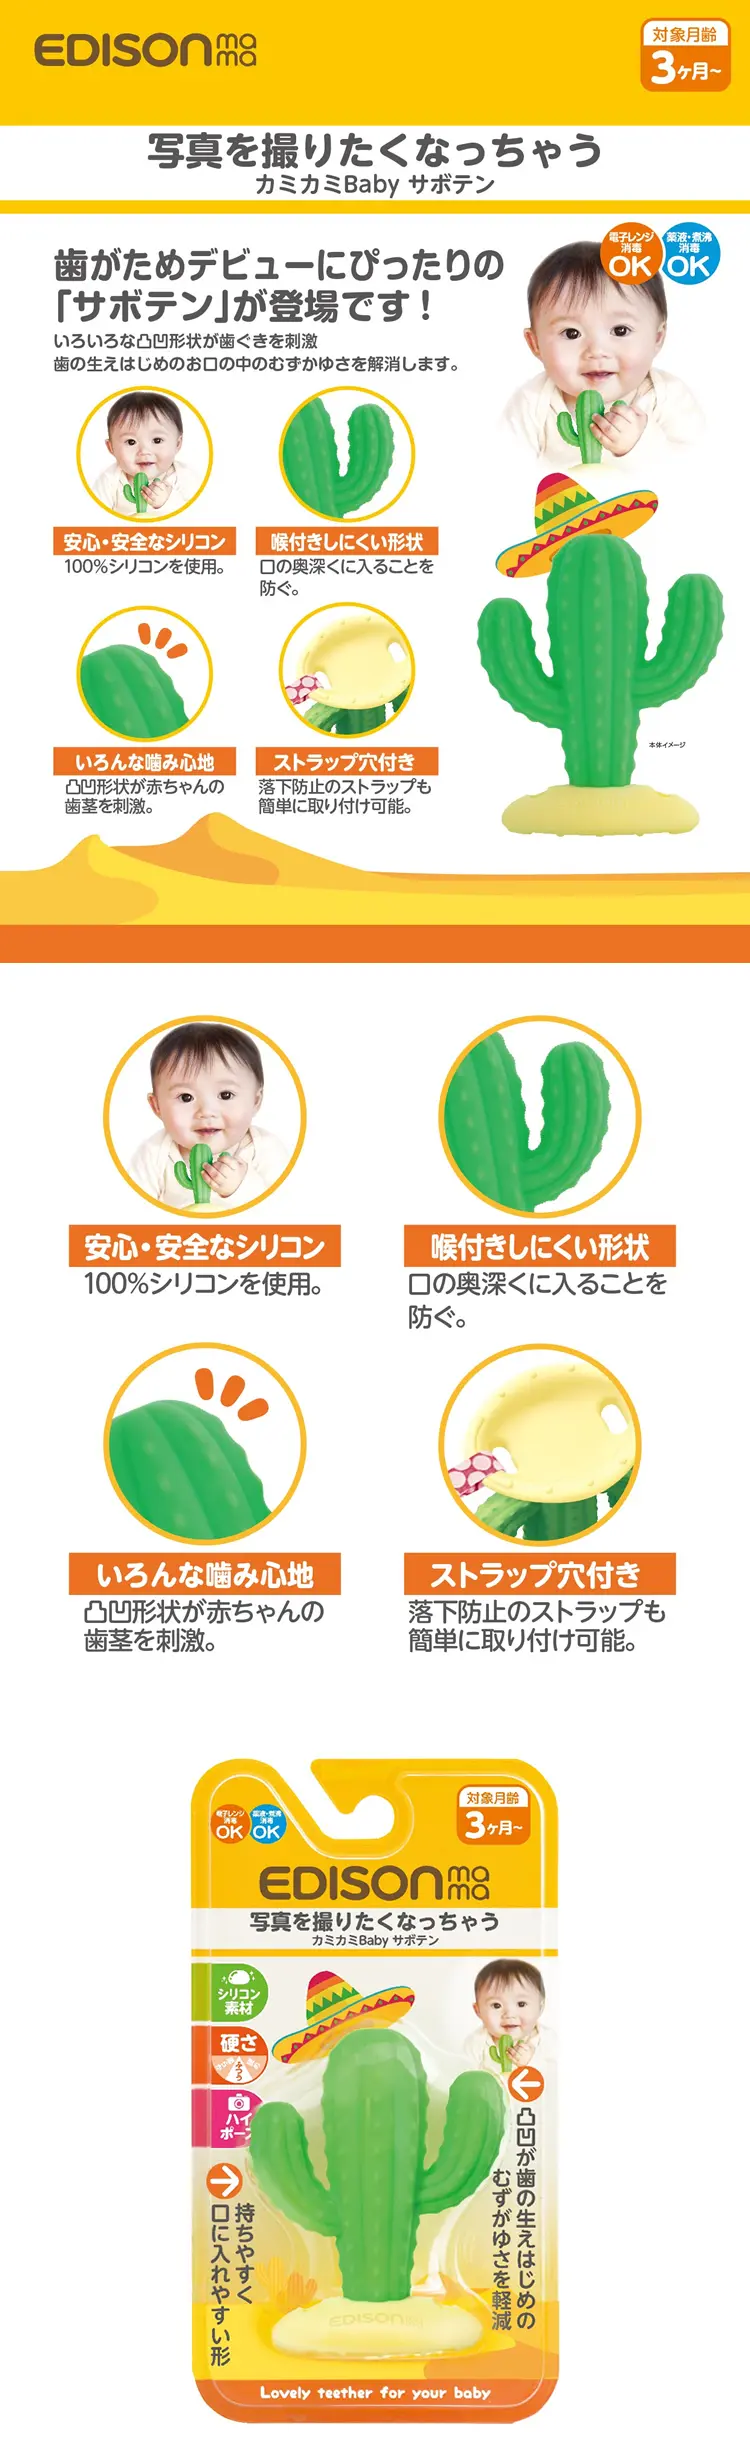 EDISON mama
対象月齢
3ヶ月~
写真を撮りたくなっちゃう
カミカミBaby サボテン
歯がためデビューにぴったりの
「サボテン」が登場です!
いろいろな凸凹形状が歯ぐきを刺激
歯の生えはじめのお口の中のむずかゆさを解消します。
電子レンジ
消毒
OK
薬液・煮沸
消毒
OK
安心・安全なシリコン
100%シリコンを使用。
喉付きしにくい形状
口の奥深くに入ることを
防ぐ。
いろんな噛み心地
凸凹形状が赤ちゃんの
歯茎を刺激。
ストラップ穴付き
落下防止のストラップも
簡単に取り付け可能。
本体イメージ
安心・安全なシリコン
100%シリコンを使用。
喉付きしにくい形状
口の奥深くに入ることを
防ぐ。
いろんな噛み心地
凸凹形状が赤ちゃんの
歯茎を刺激。
ストラップ穴付き
落下防止のストラップも
簡単に取り付け可能。
電子レンジ
消毒
OK
薬液・煮沸
消毒
OK
対象月齢
3ヶ月~
EDISON mama
写真を撮りたくなっちゃう
カミカミBaby サボテン
シリコン
素材
硬さ
ふつう
ハイ
ポーズ
凸凹が歯の生えはじめの
むずがゆさを軽減
持ちやすく
口に入れやすい形
EDISON
Lovely teether for your baby